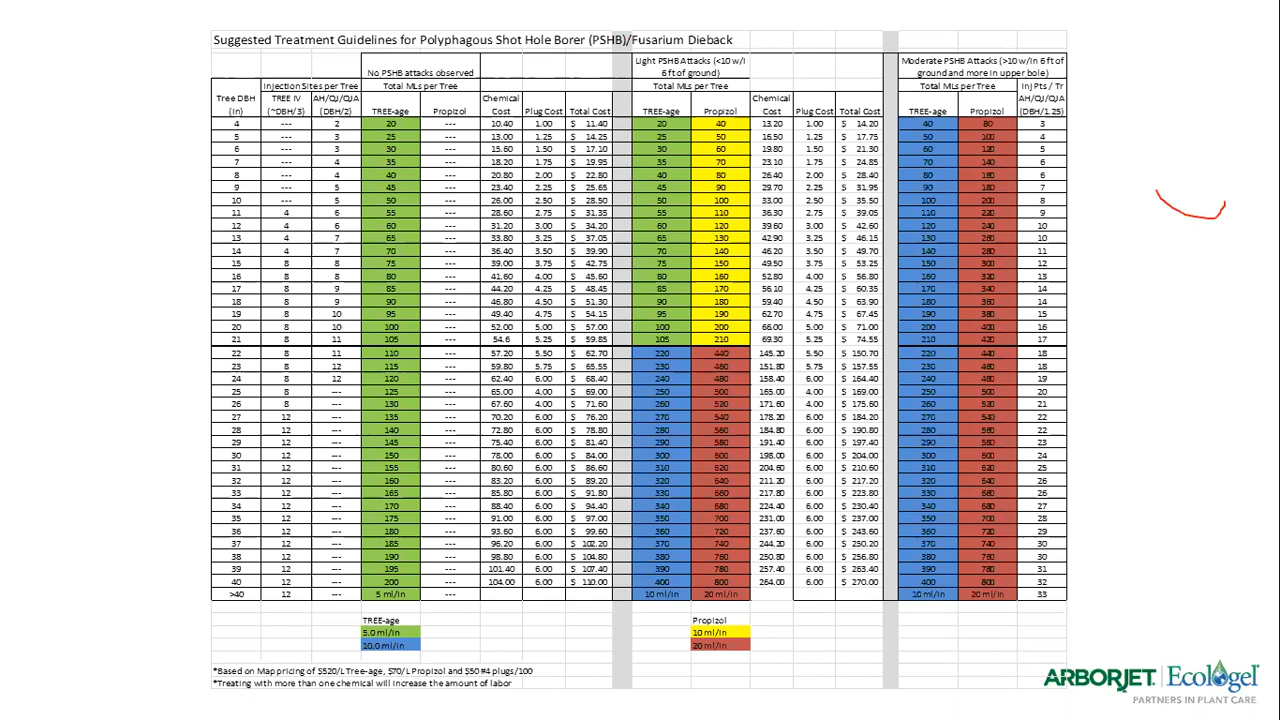 Suggested Treatment Guidelines for Polyphagous Shot Hole Borer (PSHB)/Fusarium Dieback
Light PSHB Attacks (<10 w/i 6 ft of ground)
Moderate PSHB Attacks (>10 w/in 6 ft of ground and more in upper bole)
No PSHB attacks observed
Injection Sites per Tree Total MLs per Tree Total MLs per Tree Total MLs per Tree Inj Pts / Tr
Tree DBH (in) TREE IV (~DBH/3) AH/QJ/QJA (DBH/2) TREE-age Propizol Chemical Cost Plug Cost Total Cost TREE-age Propizol Chemical Cost Plug Cost Total Cost TREE-age Propizol AH/QJ/QJA (DBH/1.25)
4 --- 2 20 --- 10.40 1.00 $ 11.40 20 40 13.20 1.00 $ 14.20 40 80 3
5 --- 3 25 --- 13.00 1.25 $ 14.25 25 50 16.50 1.25 $ 17.75 50 100 4
6 --- 3 30 --- 15.60 1.50 $ 17.10 30 60 19.80 1.50 $ 21.30 60 120 5
7 --- 4 35 --- 18.20 1.75 $ 19.95 35 70 23.10 1.75 $ 24.85 70 140 6
8 --- 4 40 --- 20.80 2.00 $ 22.80 40 80 26.40 2.00 $ 28.40 80 160 6
9 --- 5 45 --- 23.40 2.25 $ 25.65 45 90 29.70 2.25 $ 31.95 90 180 7
10 --- 5 50 --- 26.00 2.50 $ 28.50 50 100 33.00 2.50 $ 35.50 100 200 8
11 4 6 55 --- 28.60 2.75 $ 31.35 55 110 36.30 2.75 $ 39.05 110 220 9
12 4 6 60 --- 31.20 3.00 $ 34.20 60 120 39.60 3.00 $ 42.60 120 240 10
13 4 7 65 --- 33.80 3.25 $ 37.05 65 130 42.90 3.25 $ 46.15 130 260 10
14 4 7 70 --- 36.40 3.50 $ 39.90 70 140 46.20 3.50 $ 49.70 140 280 11
15 8 8 75 --- 39.00 3.75 $ 42.75 75 150 49.50 3.75 $ 53.25 150 300 12
16 8 8 80 --- 41.60 4.00 $ 45.60 80 160 52.80 4.00 $ 56.80 160 320 13
17 8 9 85 --- 44.20 4.25 $ 48.45 85 170 56.10 4.25 $ 60.35 170 340 14
18 8 9 90 --- 46.80 4.50 $ 51.30 90 180 59.40 4.50 $ 63.90 180 360 14
19 8 10 95 --- 49.40 4.75 $ 54.15 95 190 62.70 4.75 $ 67.45 190 380 15
20 8 10 100 --- 52.00 5.00 $ 57.00 100 200 66.00 5.00 $ 71.00 200 400 16
21 8 11 105 --- 54.6 5.25 $ 59.85 105 210 69.30 5.25 $ 74.55 210 420 17
22 8 11 110 --- 57.20 5.50 $ 62.70 220 440 145.20 5.50 $ 150.70 220 440 18
23 8 12 115 --- 59.80 5.75 $ 65.55 230 460 151.80 5.75 $ 157.55 230 460 18
24 8 12 120 --- 62.40 6.00 $ 68.40 240 480 158.40 6.00 $ 164.40 240 480 19
25 8 --- 125 --- 65.00 4.00 $ 69.00 250 500 165.00 4.00 $ 169.00 250 500 20
26 8 --- 130 --- 67.60 4.00 $ 71.60 260 520 171.60 4.00 $ 175.60 260 520 21
27 12 --- 135 --- 70.20 6.00 $ 76.20 270 540 178.20 6.00 $ 184.20 270 540 22
28 12 --- 140 --- 72.80 6.00 $ 78.80 280 560 184.80 6.00 $ 190.80 280 560 22
29 12 --- 145 --- 75.40 6.00 $ 81.40 290 580 191.40 6.00 $ 197.40 290 580 23
30 12 --- 150 --- 78.00 6.00 $ 84.00 300 600 198.00 6.00 $ 204.00 300 600 24
31 12 --- 155 --- 80.60 6.00 $ 86.60 310 620 204.60 6.00 $ 210.60 310 620 25
32 12 --- 160 --- 83.20 6.00 $ 89.20 320 640 211.20 6.00 $ 217.20 320 640 26
33 12 --- 165 --- 85.80 6.00 $ 91.80 330 660 217.80 6.00 $ 223.80 330 660 26
34 12 --- 170 --- 88.40 6.00 $ 94.40 340 680 224.40 6.00 $ 230.40 340 680 27
35 12 --- 175 --- 91.00 6.00 $ 97.00 350 700 231.00 6.00 $ 237.00 350 700 28
36 12 --- 180 --- 93.60 6.00 $ 99.60 360 720 237.60 6.00 $ 243.60 360 720 29
37 12 --- 185 --- 96.20 6.00 $ 102.20 370 740 244.20 6.00 $ 250.20 370 740 30
38 12 --- 190 --- 98.80 6.00 $ 104.80 380 760 250.80 6.00 $ 256.80 380 760 30
39 12 --- 195 --- 101.40 6.00 $ 107.40 390 780 257.40 6.00 $ 263.40 390 780 31
40 12 --- 200 --- 104.00 6.00 $ 110.00 400 800 264.00 6.00 $ 270.00 400 800 32
>40 12 --- 5 ml/in --- 10 ml/in 20 ml/in 10 ml/in 20 ml/in 33
TREE-age Propizol
5.0 ml/in 10 ml/in
10.0 ml/in 20 ml/in
*Based on Map pricing of $520/L Tree-age, $70/L Propizol and $50 #4 plugs/100
*Treating with more than one chemical will increase the amount of labor
ARBORJET Ecologel
PARTNERS IN PLANT CARE